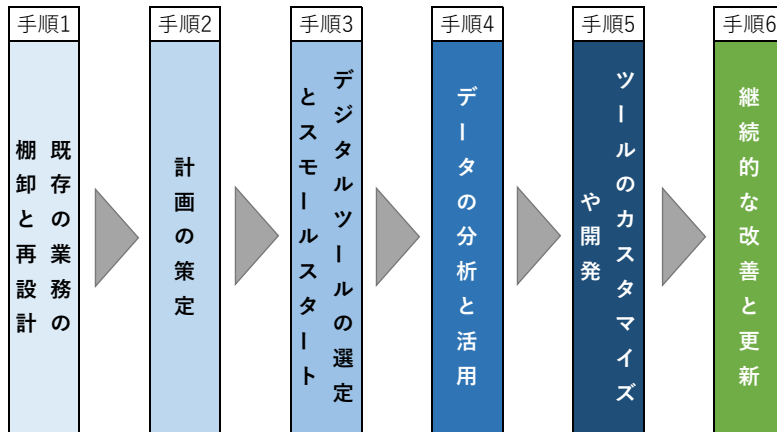 手順1
既存の業務の
棚卸と再設計
手順2
計画の策定
手順3
デジタルツールの選定
とスモールスタート
手順4
データの分析と活用
手順5
ツールのカスタマイズ
や開発
手順6
継続的な改善と更新